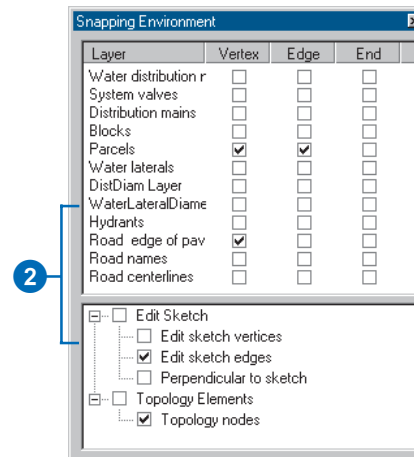 Snapping Environment
Layer Vertex Edge End
Water distribution r
System valves
Distribution mains
Blocks
Parcels
Water laterals
DistDiam Layer
WaterLateralDiame
Hydrants
Road edge of pav
Road names
Road centerlines
2
Edit Sketch
Edit sketch vertices
Edit sketch edges
Perpendicular to sketch
Topology Elements
Topology nodes